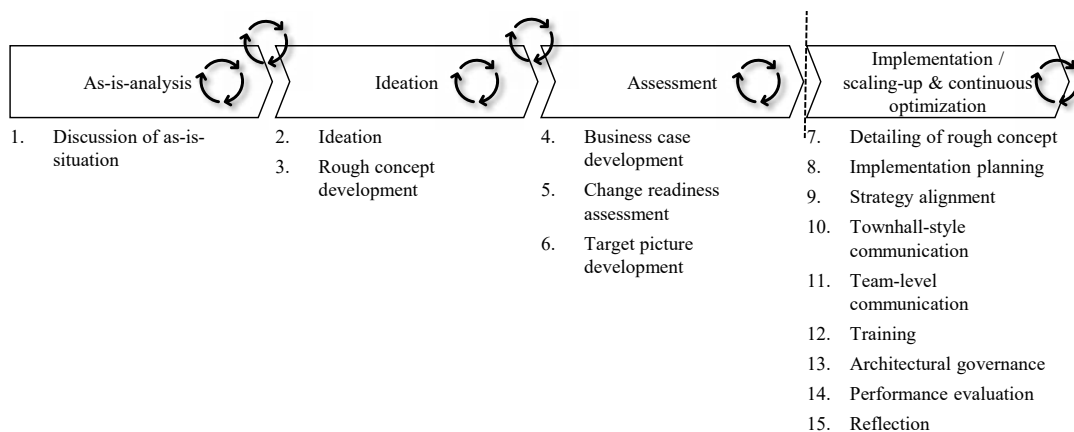 As-is-analysis
Ideation
Assessment
Implementation /
scaling-up & continuous
optimization
1. Discussion of as-is-
situation
2. Ideation
3. Rough concept
development
4. Business case
development
5. Change readiness
assessment
6. Target picture
development
7. Detailing of rough concept
8. Implementation planning
9. Strategy alignment
10. Townhall-style
communication
11. Team-level
communication
12. Training
13. Architectural governance
14. Performance evaluation
15. Reflection